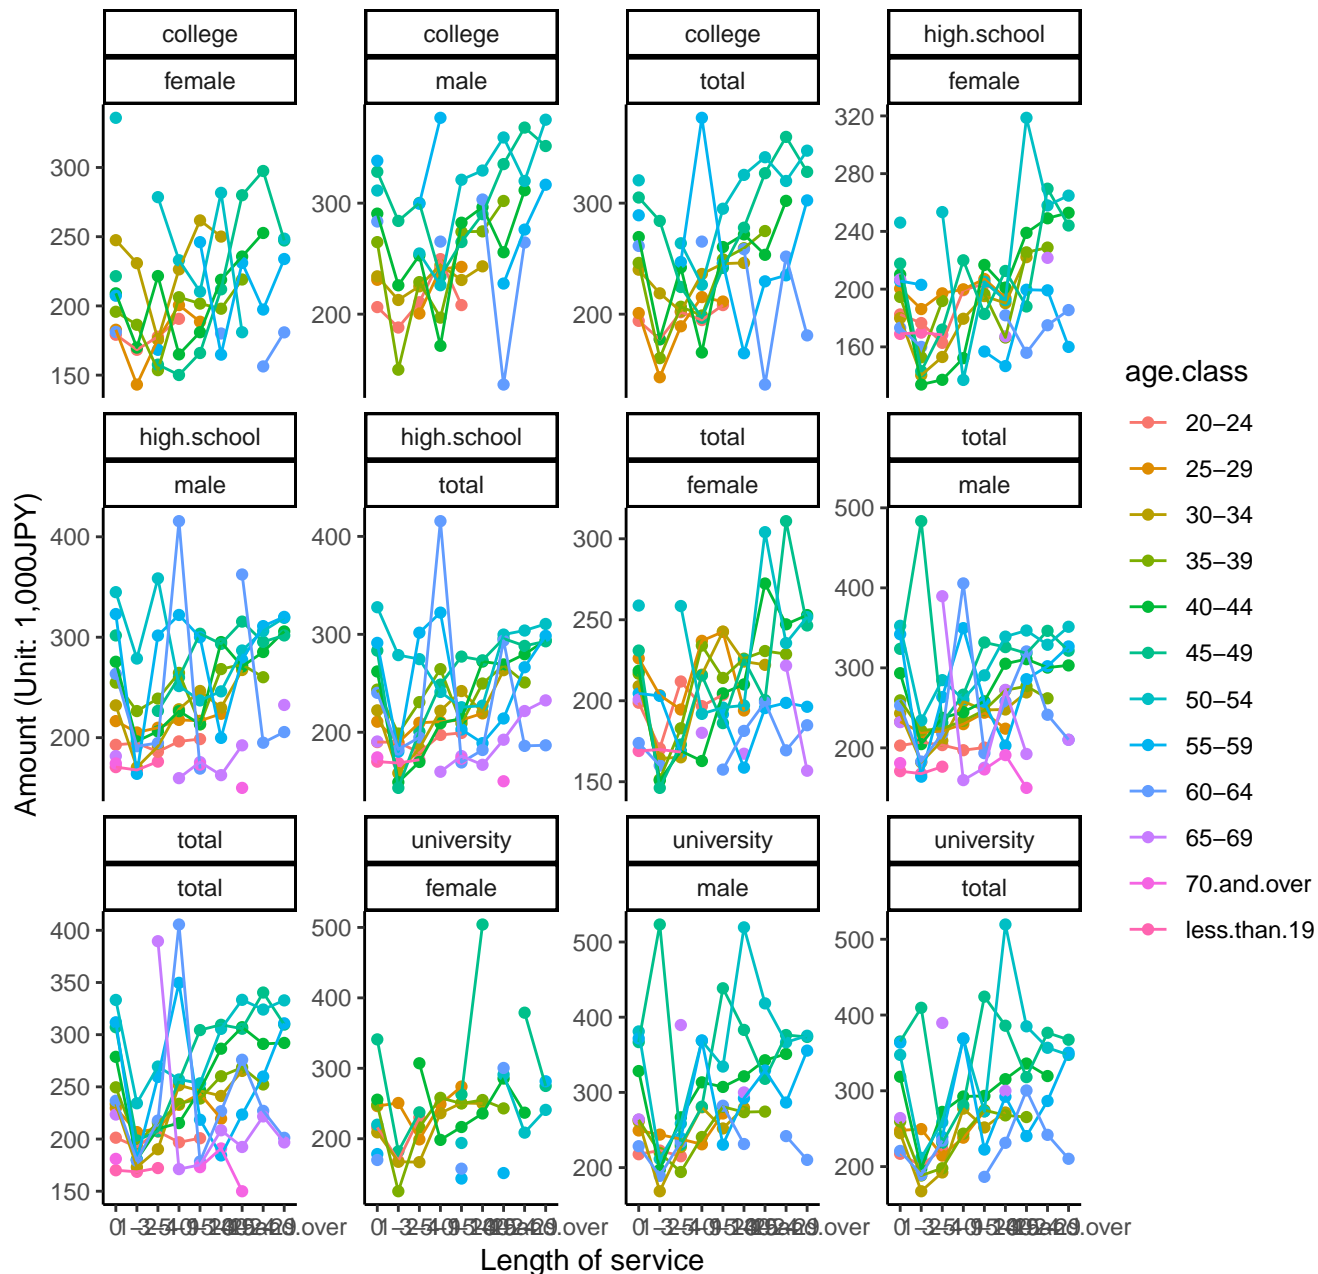 college college college high.school
female male total female
320
300 300 300 280
250 240
200 200 200 200
150 160
high.school high.school total total
male total female male
500
400 400 300 400
300 300 250 300
200 200 200 200
150
total university university university
total female male total
400 500 500 500
350 400 400 400
300
250 300 300 300
200 200 200 200
150
Length of service
Amount (Unit: 1,000JPY)
age.class
20−24
25−29
30−34
35−39
40−44
45−49
50−54
55−59
60−64
65−69
70.and.over
less.than.19